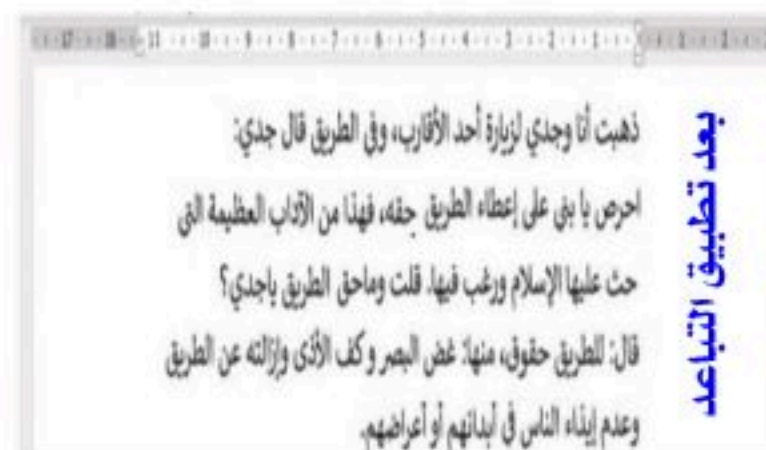 ذهبت أنا وجدي لزيارة أحد الأقارب، وفي الطريق قال جدي:
احرص يا بني على إعطاء الطريق حقه، فهذا من الآداب العظيمة التي
حث عليها الإسلام ورغب فيها. قلت وماحق الطريق ياجدي؟
قال: للطريق حقوق، منها: غض البصر وكف الأذى وإزالته عن الطريق
وعدم إيذاء الناس في أبدانهم أو أعراضهم.
بعد تطبيق التباعد